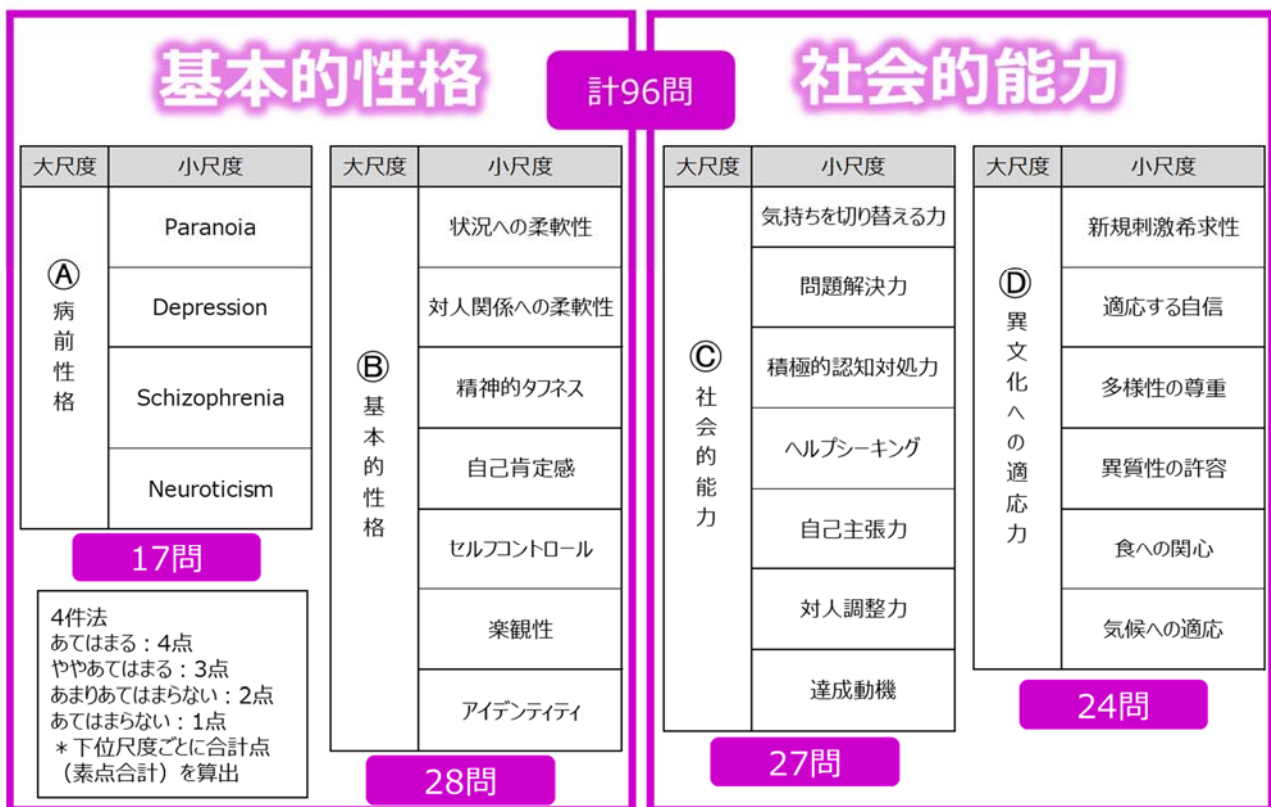 基本的性格
計96問
社会的能力
大尺度
小尺度
Ⓐ病前性格
Paranoia
Depression
Schizophrenia
Neuroticism
17問
4件法
あてはまる：4点
ややあてはまる：3点
あまりあてはまらない：2点
あてはまらない：1点
＊下位尺度ごとに合計点
（素点合計）を算出
大尺度
小尺度
Ⓑ基本的性格
状況への柔軟性
対人関係への柔軟性
精神的タフネス
自己肯定感
セルフコントロール
楽観性
アイデンティティ
28問
大尺度
小尺度
Ⓒ社会的能力
気持ちを切り替える力
問題解決力
積極的認知対処力
ヘルプシーキング
自己主張力
対人調整力
達成動機
27問
大尺度
小尺度
Ⓓ異文化への適応力
新規刺激希求性
適応する自信
多様性の尊重
異質性の許容
食への関心
気候への適応
24問